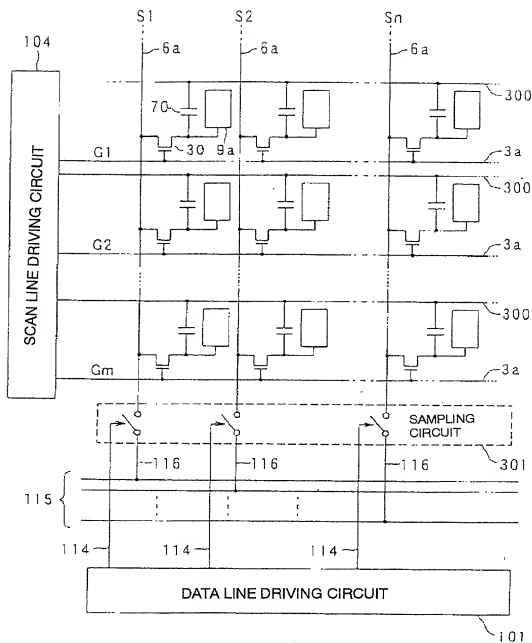 S1 S2 Sn
104 6a 6a 6a
300
70
30 9a
G1 3a
300
G2 3a
300
Gm 3a
SCAN LINE DRIVING CIRCUIT
SAMPLING CIRCUIT
116 116 116 301
115
114 114 114
DATA LINE DRIVING CIRCUIT
101